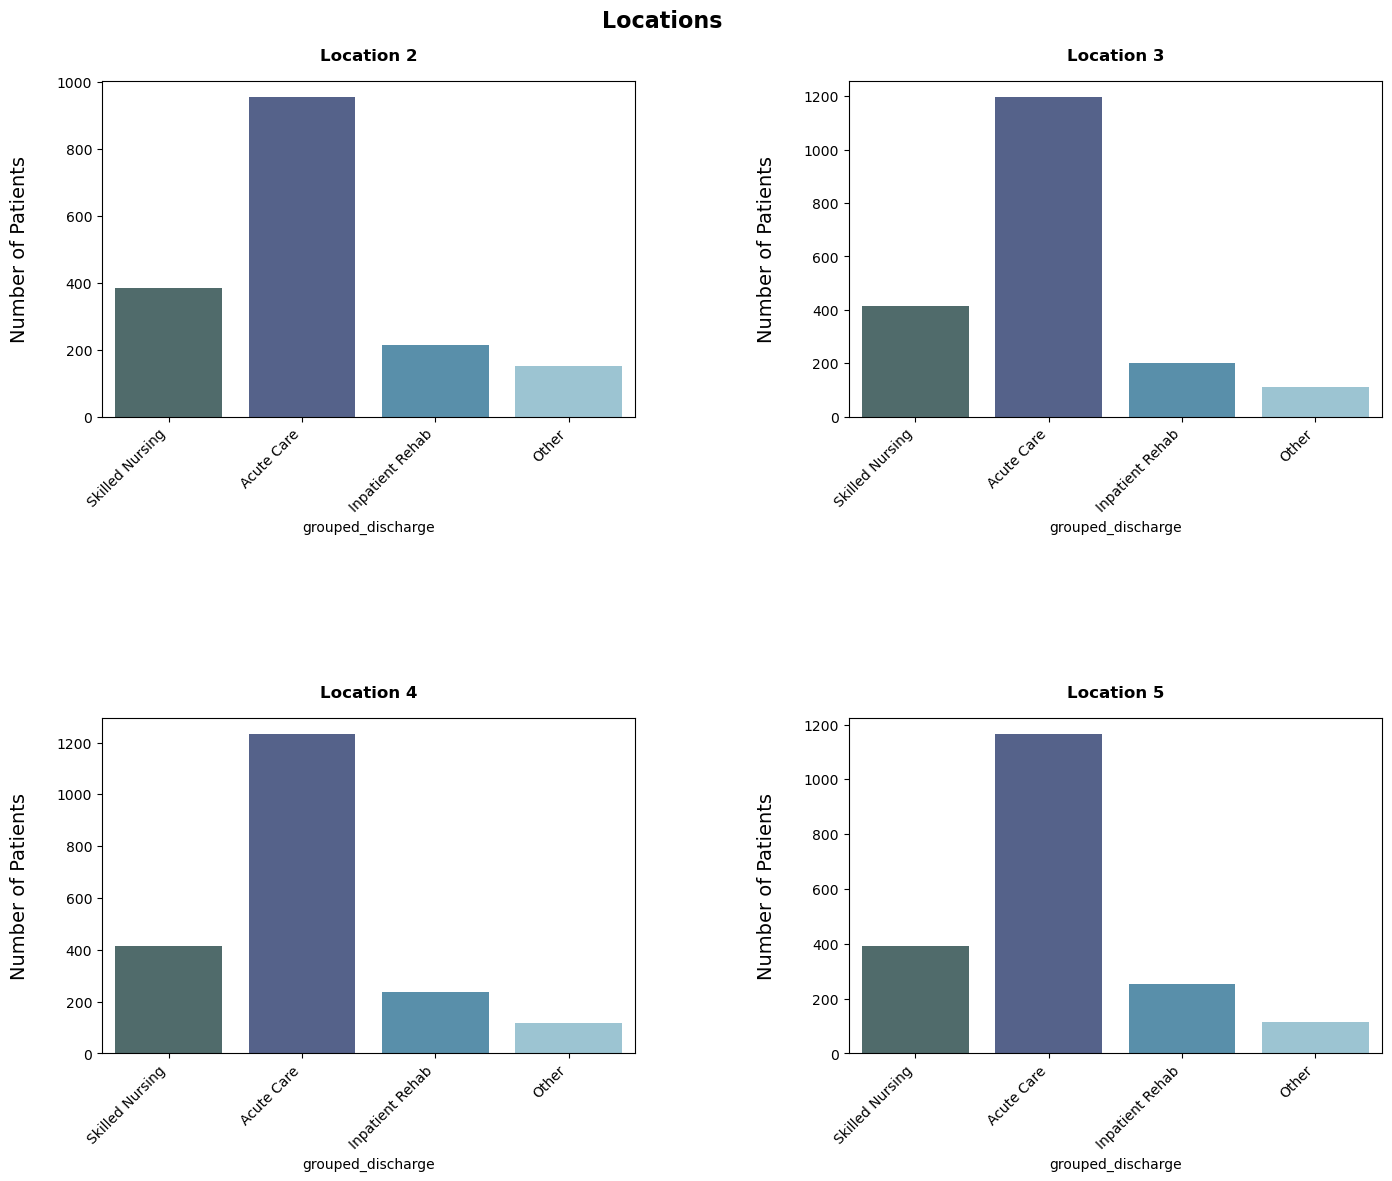 Locations
Location 2
Number of Patients
1000
800
600
400
200
0
Skilled Nursing
Acute Care
Inpatient Rehab
Other
grouped_discharge
Location 3
Number of Patients
1200
1000
800
600
400
200
0
Skilled Nursing
Acute Care
Inpatient Rehab
Other
grouped_discharge
Location 4
Number of Patients
1200
1000
800
600
400
200
0
Skilled Nursing
Acute Care
Inpatient Rehab
Other
grouped_discharge
Location 5
Number of Patients
1200
1000
800
600
400
200
0
Skilled Nursing
Acute Care
Inpatient Rehab
Other
grouped_discharge